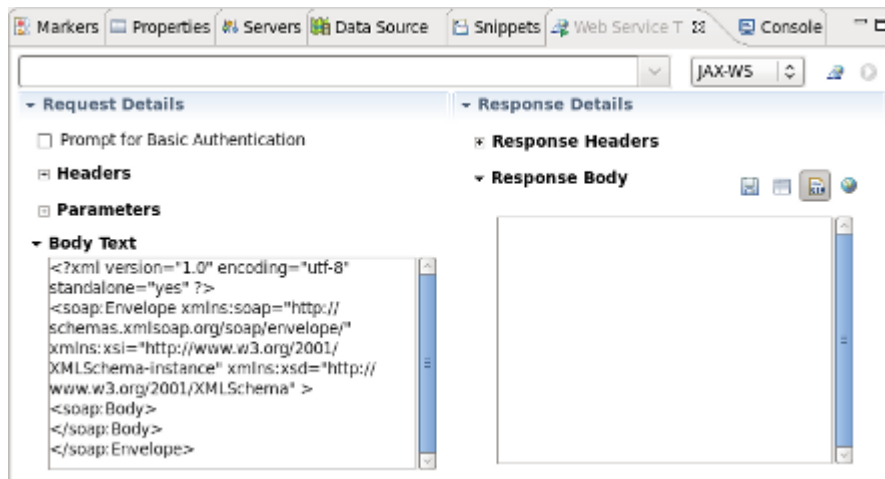 Markers Properties Servers Data Source Snippets Web Service T Console
JAX-WS
Request Details
Prompt for Basic Authentication
Headers
Parameters
Body Text
<?xml version="1.0" encoding="utf-8"
standalone="yes" ?>
<soap:Envelope xmlns:soap="http://
schemas.xmlsoap.org/soap/envelope/"
xmlns:xsi="http://www.w3.org/2001/
XMLSchema-instance" xmlns:xsd="http://
www.w3.org/2001/XMLSchema" >
<soap:Body>
</soap:Body>
</soap:Envelope>
Response Details
Response Headers
Response Body